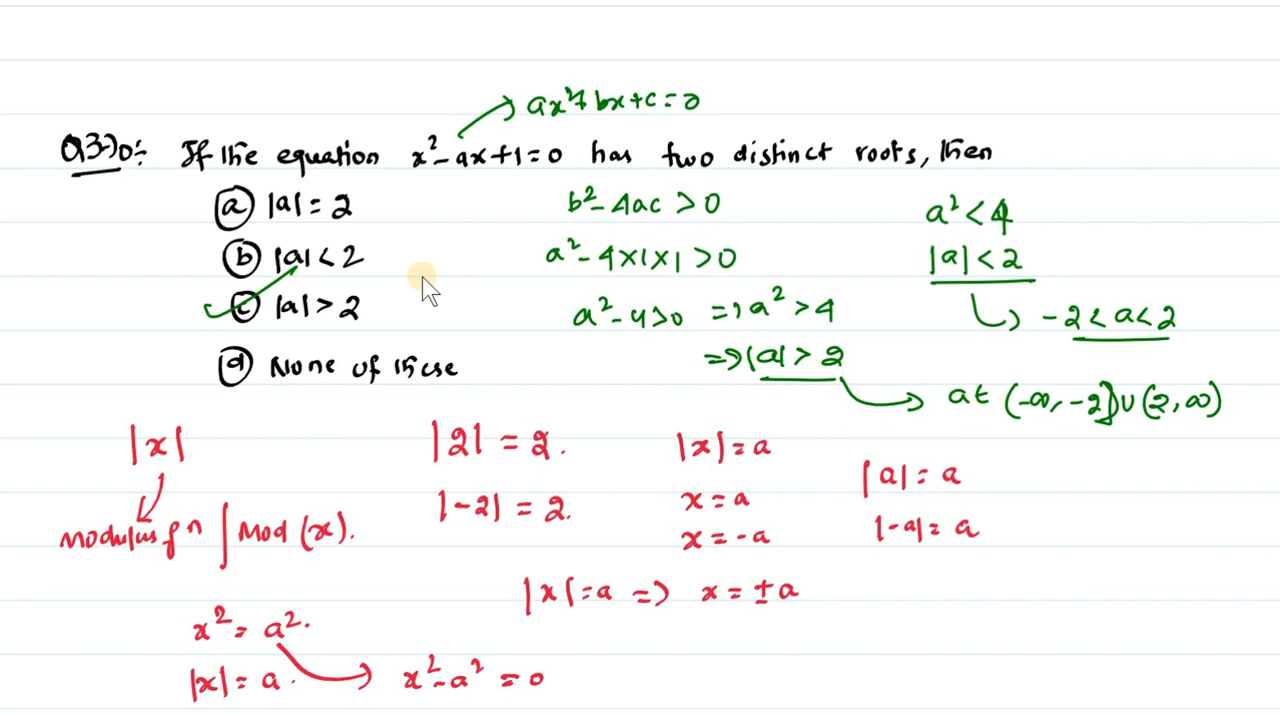 ax²+bx+c=0
Q30:- If the equation x²-ax+1=0 has two distinct roots, then
(a) |a| = 2
(b) |a| < 2
(c) |a| > 2
(d) None of these
b²-4ac > 0
a²-4×1×1 > 0
a²-4>0 => a² > 4
=> |a| > 2
a² < 4
|a| < 2
-2 < a < 2
a ∈ (-∞, -2) ∪ (2, ∞)
|x|
modulus fn ∫ Mod (x).
|2| = 2.
|-2| = 2.
|x| = a
x = a
x = -a
|a| = a
|-a| = a
|x| = a => x = ± a
x² = a².
|x| = a.
x²-a² = 0